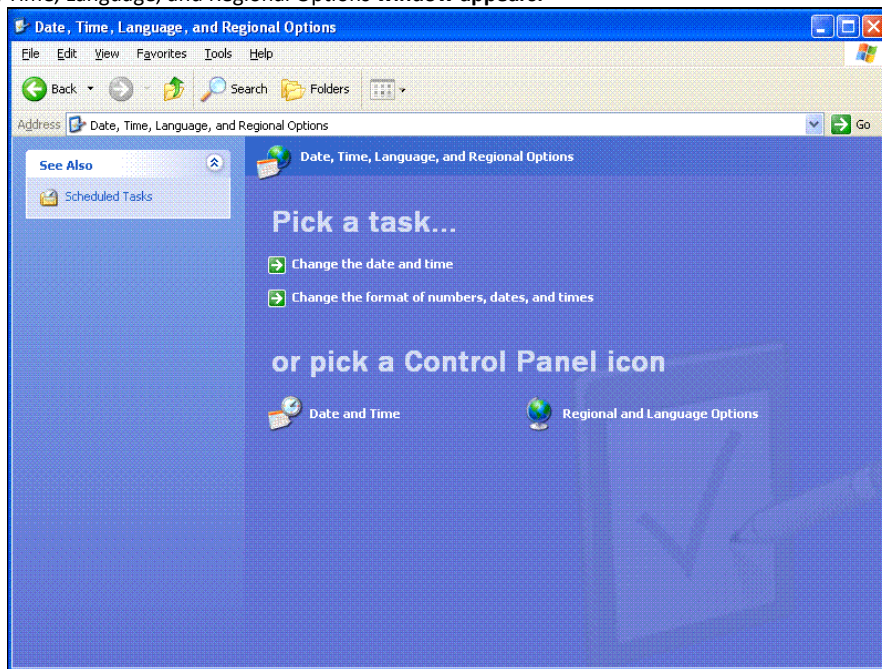 Time, Language, and Regional Options window appears.
Date, Time, Language, and Regional Options
File Edit View Favorites Tools Help
Back Search Folders
Address Date, Time, Language, and Regional Options Go
See Also
Scheduled Tasks
Date, Time, Language, and Regional Options
Pick a task...
Change the date and time
Change the format of numbers, dates, and times
or pick a Control Panel icon
Date and Time Regional and Language Options